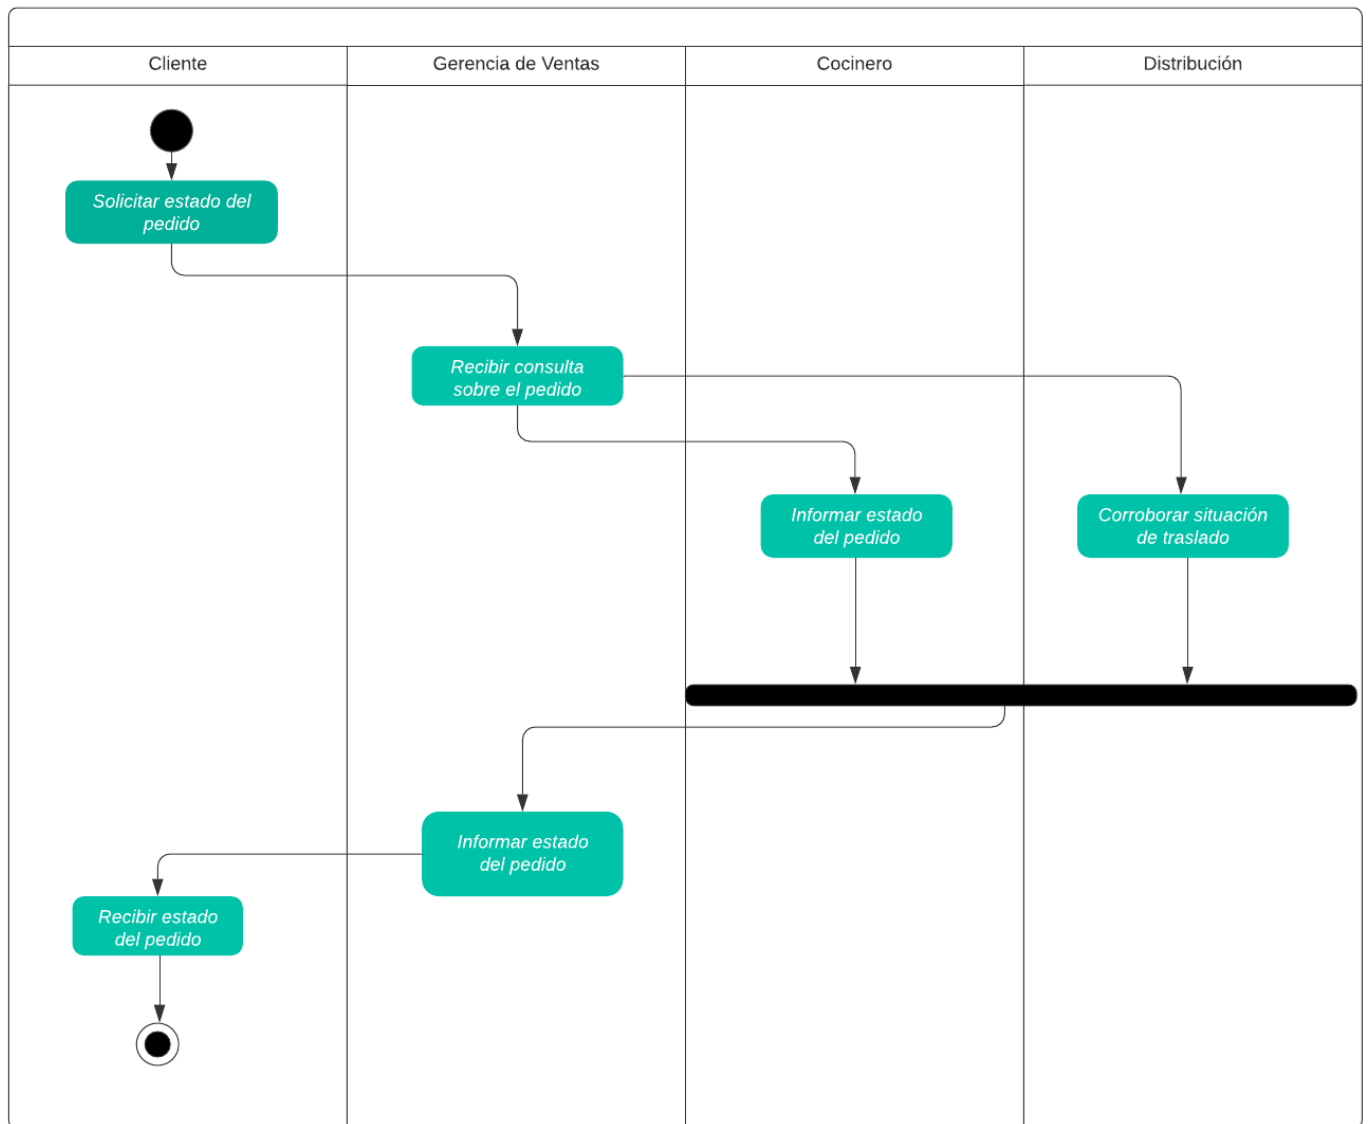 Cliente
Gerencia de Ventas
Cocinero
Distribución
Solicitar estado del
pedido
Recibir consulta
sobre el pedido
Informar estado
del pedido
Corroborar situación
de traslado
Informar estado
del pedido
Recibir estado
del pedido